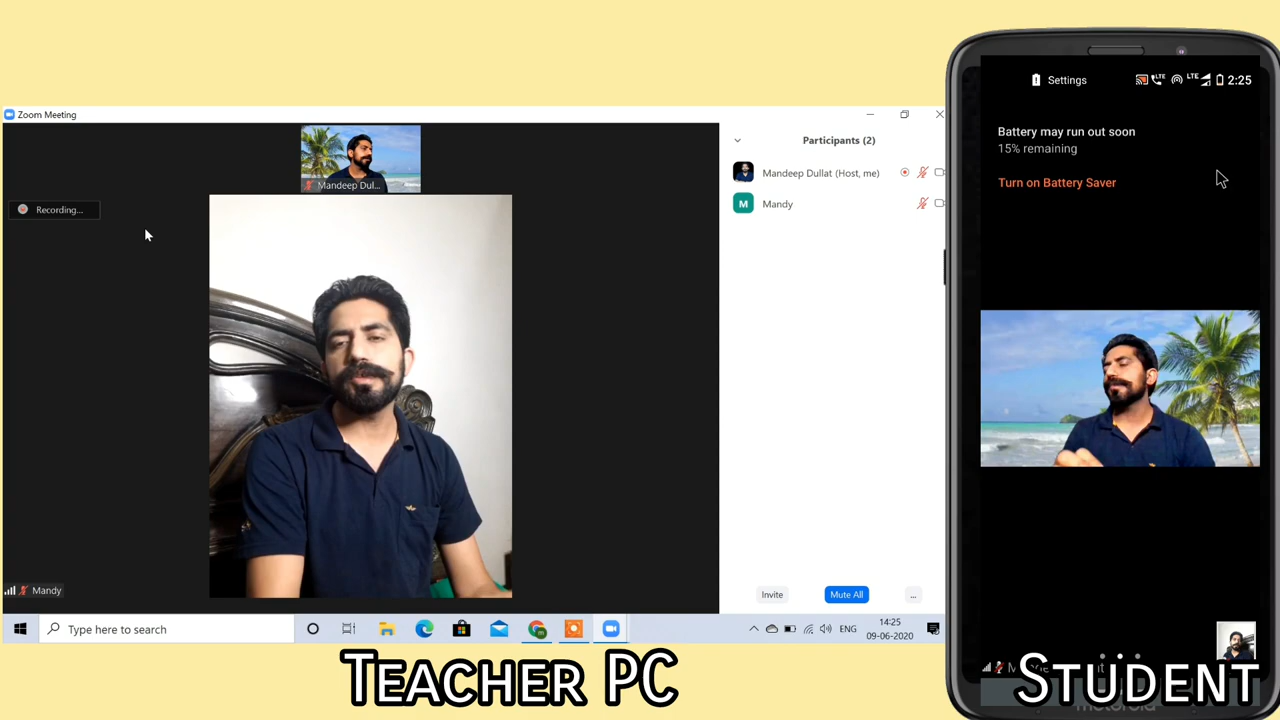 Zoom Meeting
Participants (2)
Mandeep Dul...
Recording...
Mandeep Dullat (Host, me)
M Mandy
Mandy
Invite
Mute All
...
Type here to search
ENG
14:25
09-06-2020
TEACHER PC
Settings
LTE
LTE
2:25
Battery may run out soon
15% remaining
Turn on Battery Saver
STUDENT